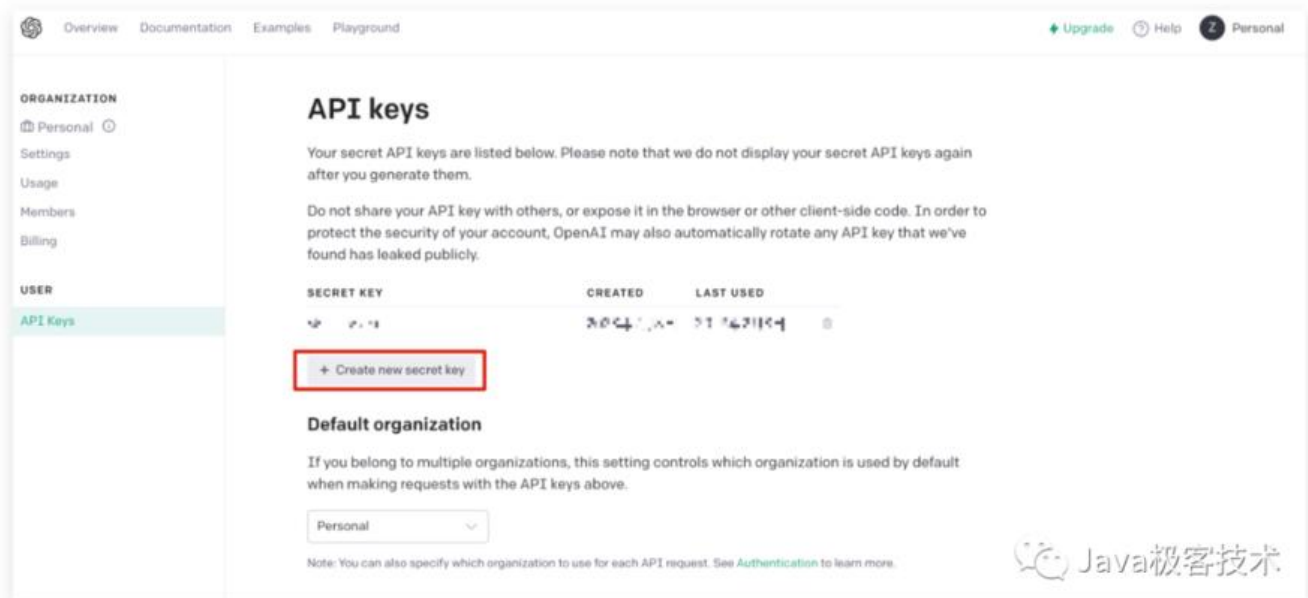 Overview Documentation Examples Playground
Upgrade Help Z Personal
ORGANIZATION
Personal
Settings
Usage
Members
Billing
USER
API Keys
API keys
Your secret API keys are listed below. Please note that we do not display your secret API keys again
after you generate them.
Do not share your API key with others, or expose it in the browser or other client-side code. In order to
protect the security of your account, OpenAI may also automatically rotate any API key that we've
found has leaked publicly.
SECRET KEY CREATED LAST USED
+ Create new secret key
Default organization
If you belong to multiple organizations, this setting controls which organization is used by default
when making requests with the API keys above.
Personal
Note: You can also specify which organization to use for each API request. See Authentication to learn more.
Java极客技术